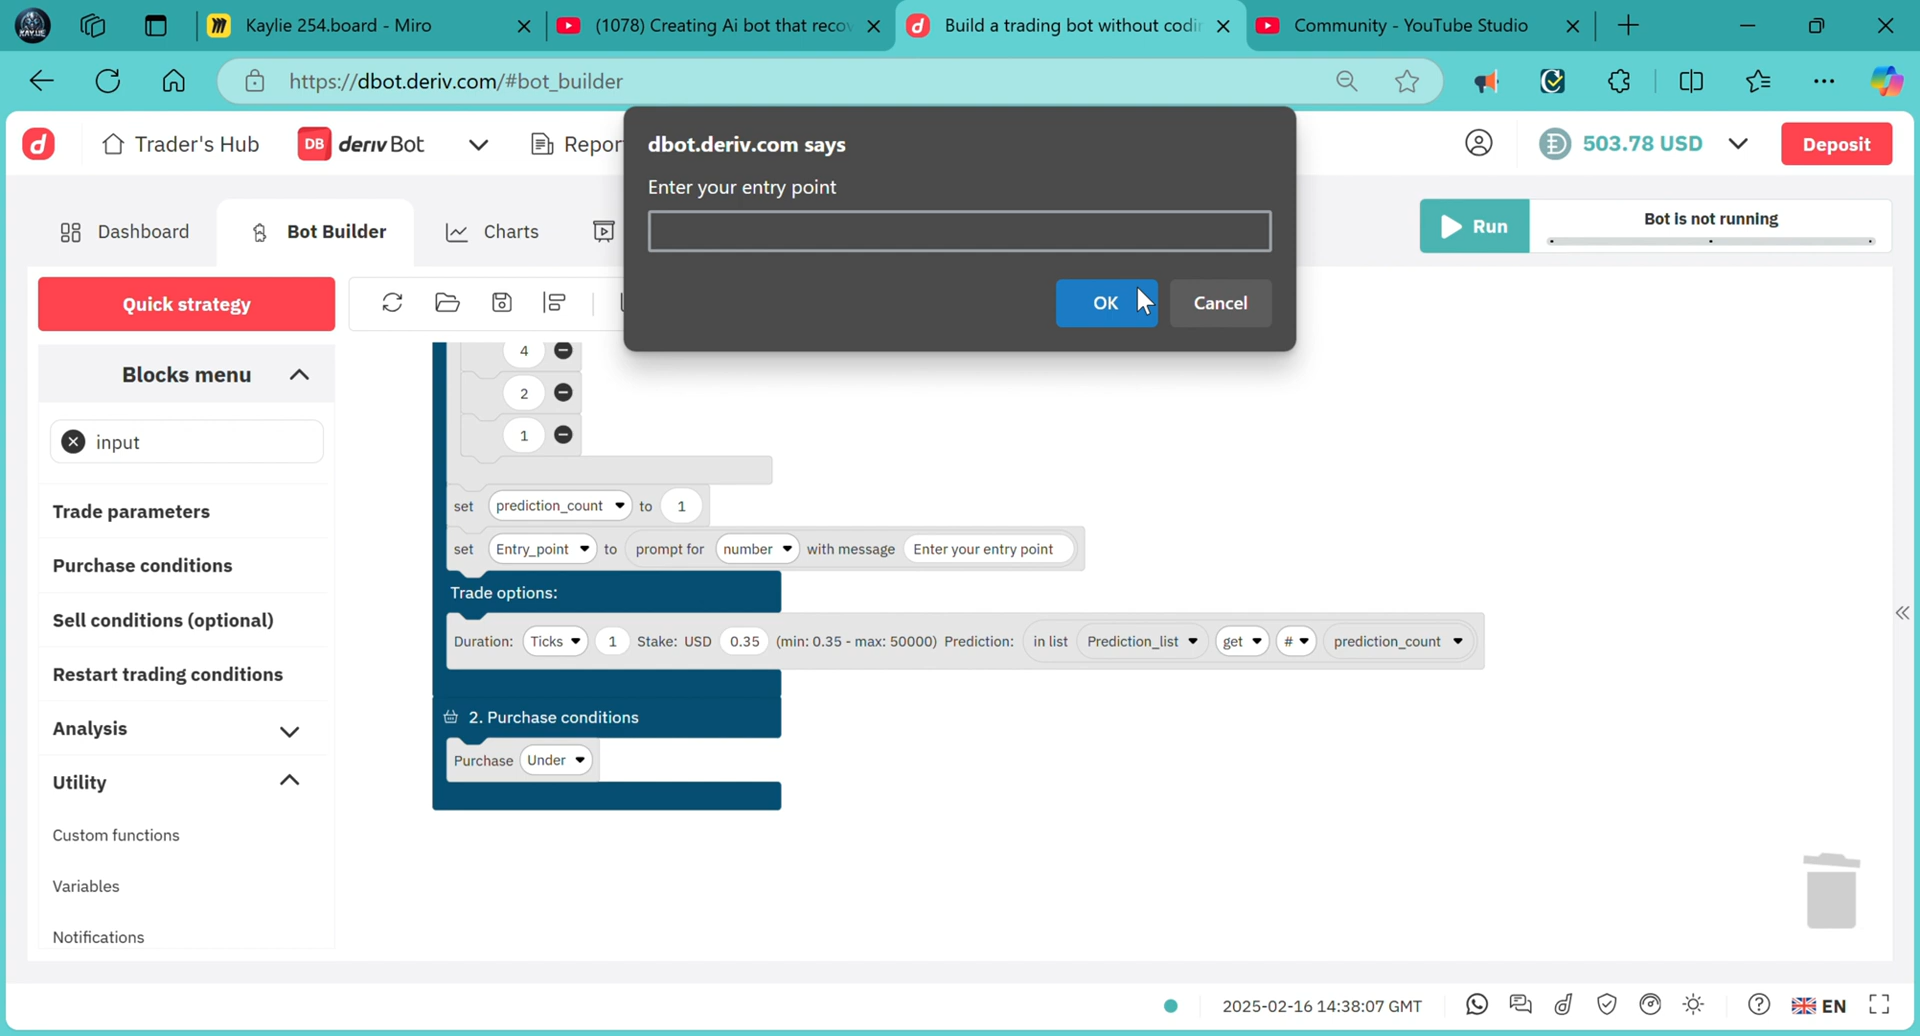 Kaylie 254.board - Miro
(1078) Creating Ai bot that reco
Build a trading bot without codi
Community - YouTube Studio
https://dbot.deriv.com/#bot_builder
Trader's Hub
DB deriv Bot
Repor
503.78 USD
Deposit
dbot.deriv.com says
Enter your entry point
OK
Cancel
Dashboard
Bot Builder
Charts
Run
Bot is not running
Quick strategy
Blocks menu
input
Trade parameters
Purchase conditions
Sell conditions (optional)
Restart trading conditions
Analysis
Utility
Custom functions
Variables
Notifications
4
2
1
set prediction_count to 1
set Entry_point to prompt for number with message Enter your entry point
Trade options:
Duration: Ticks 1 Stake: USD 0.35 (min: 0.35 - max: 50000) Prediction: in list Prediction_list get # prediction_count
2. Purchase conditions
Purchase Under
2025-02-16 14:38:07 GMT
EN